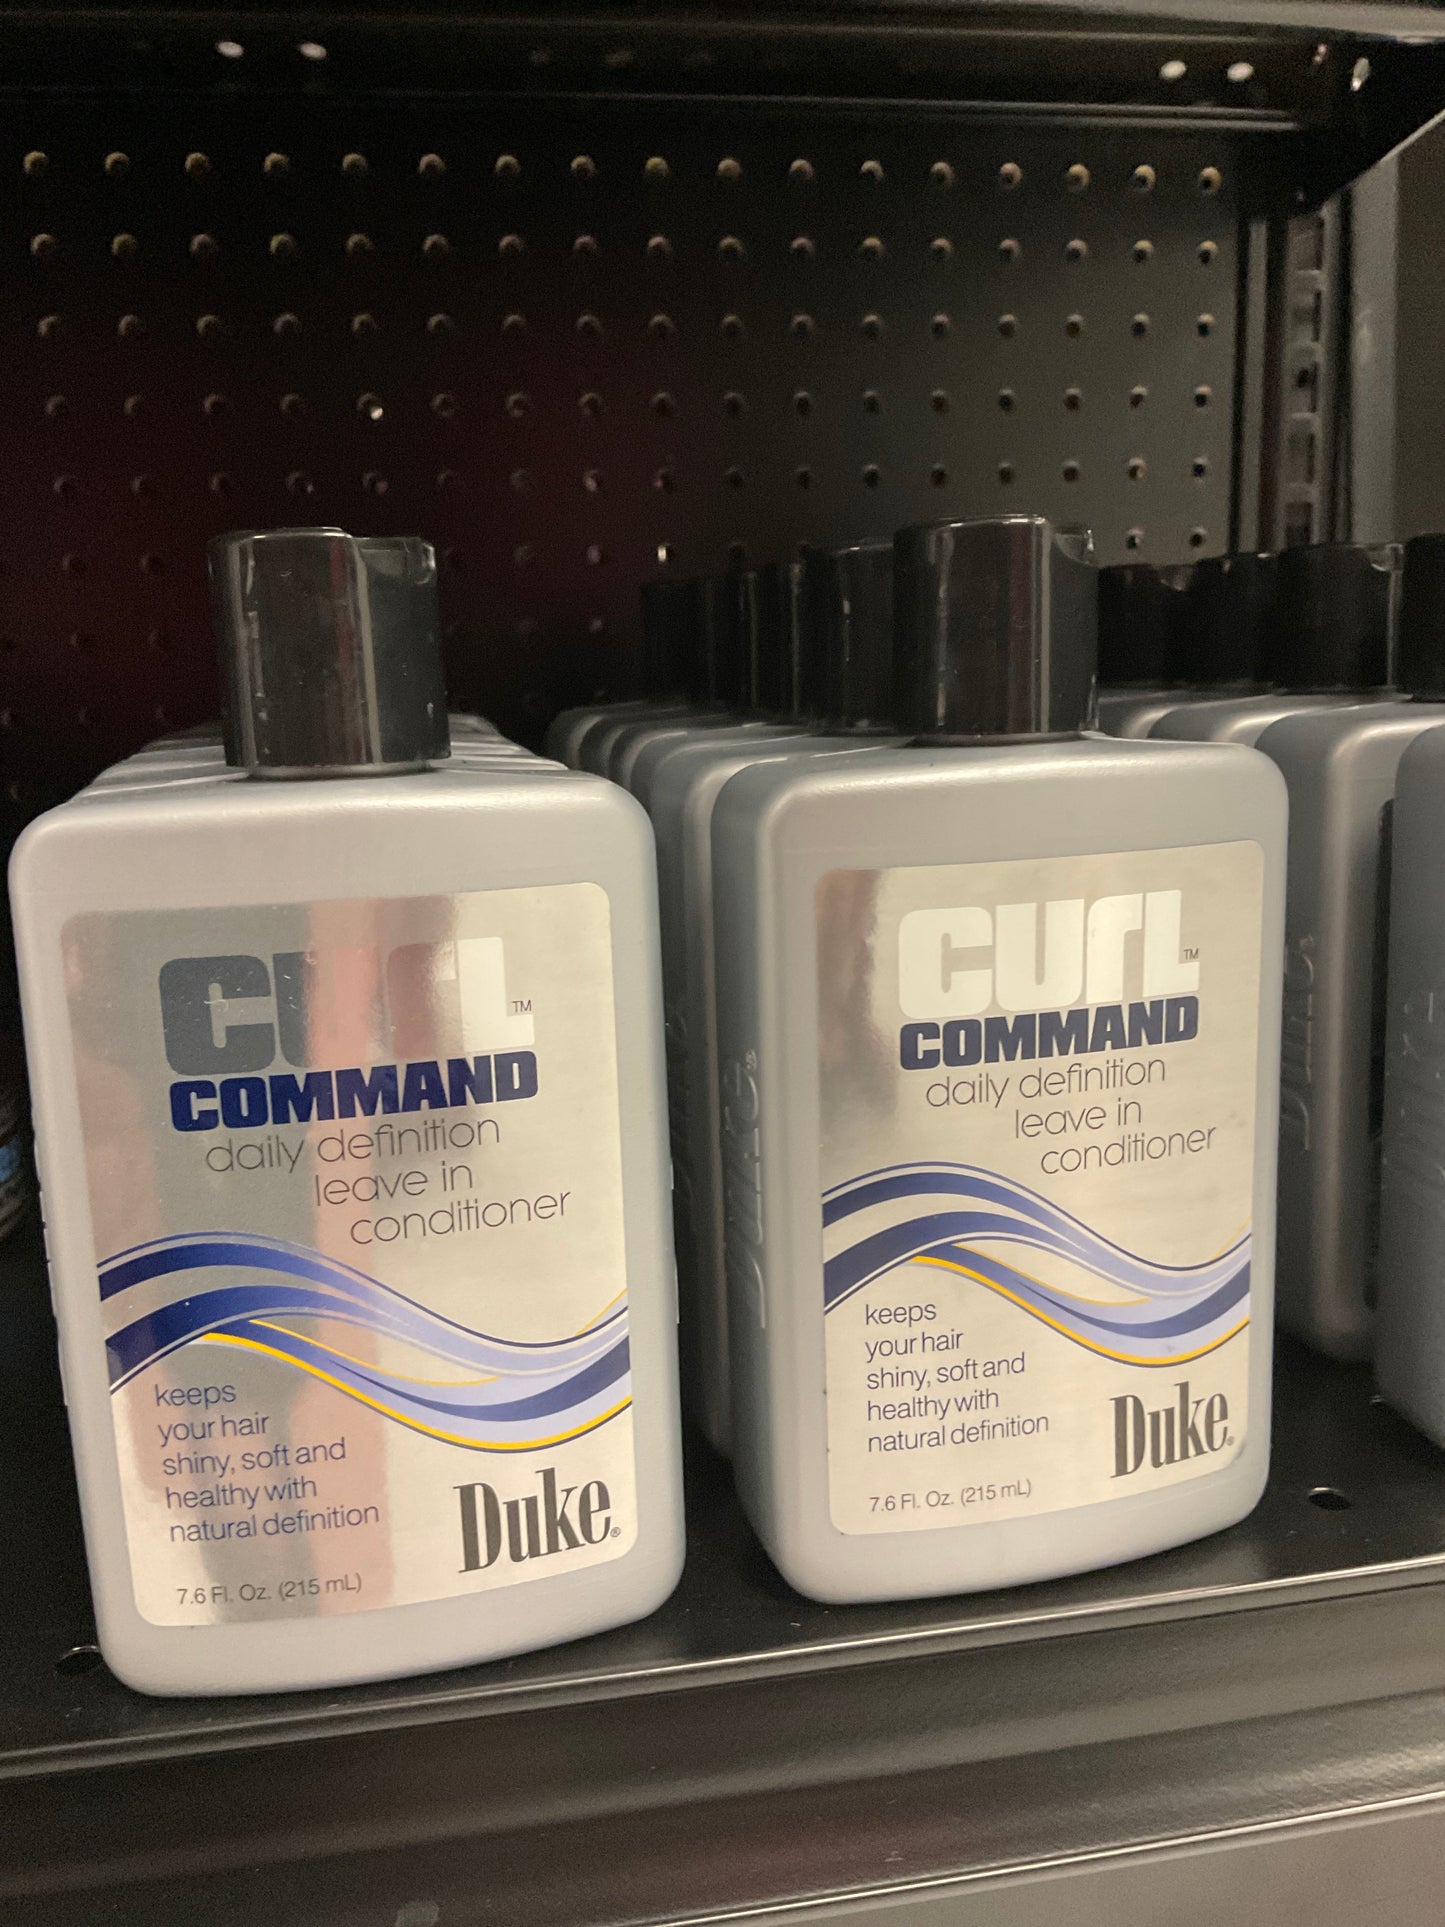 CURL™
COMMAND
daily definition
leave in
conditioner
keeps
your hair
shiny, soft and
healthy with
natural definition
7.6 Fl. Oz. (215 mL)
Duke®
CURL™
COMMAND
daily definition
leave in
conditioner
keeps
your hair
shiny, soft and
healthy with
natural definition
7.6 Fl. Oz. (215 mL)
Duke®
Duke®